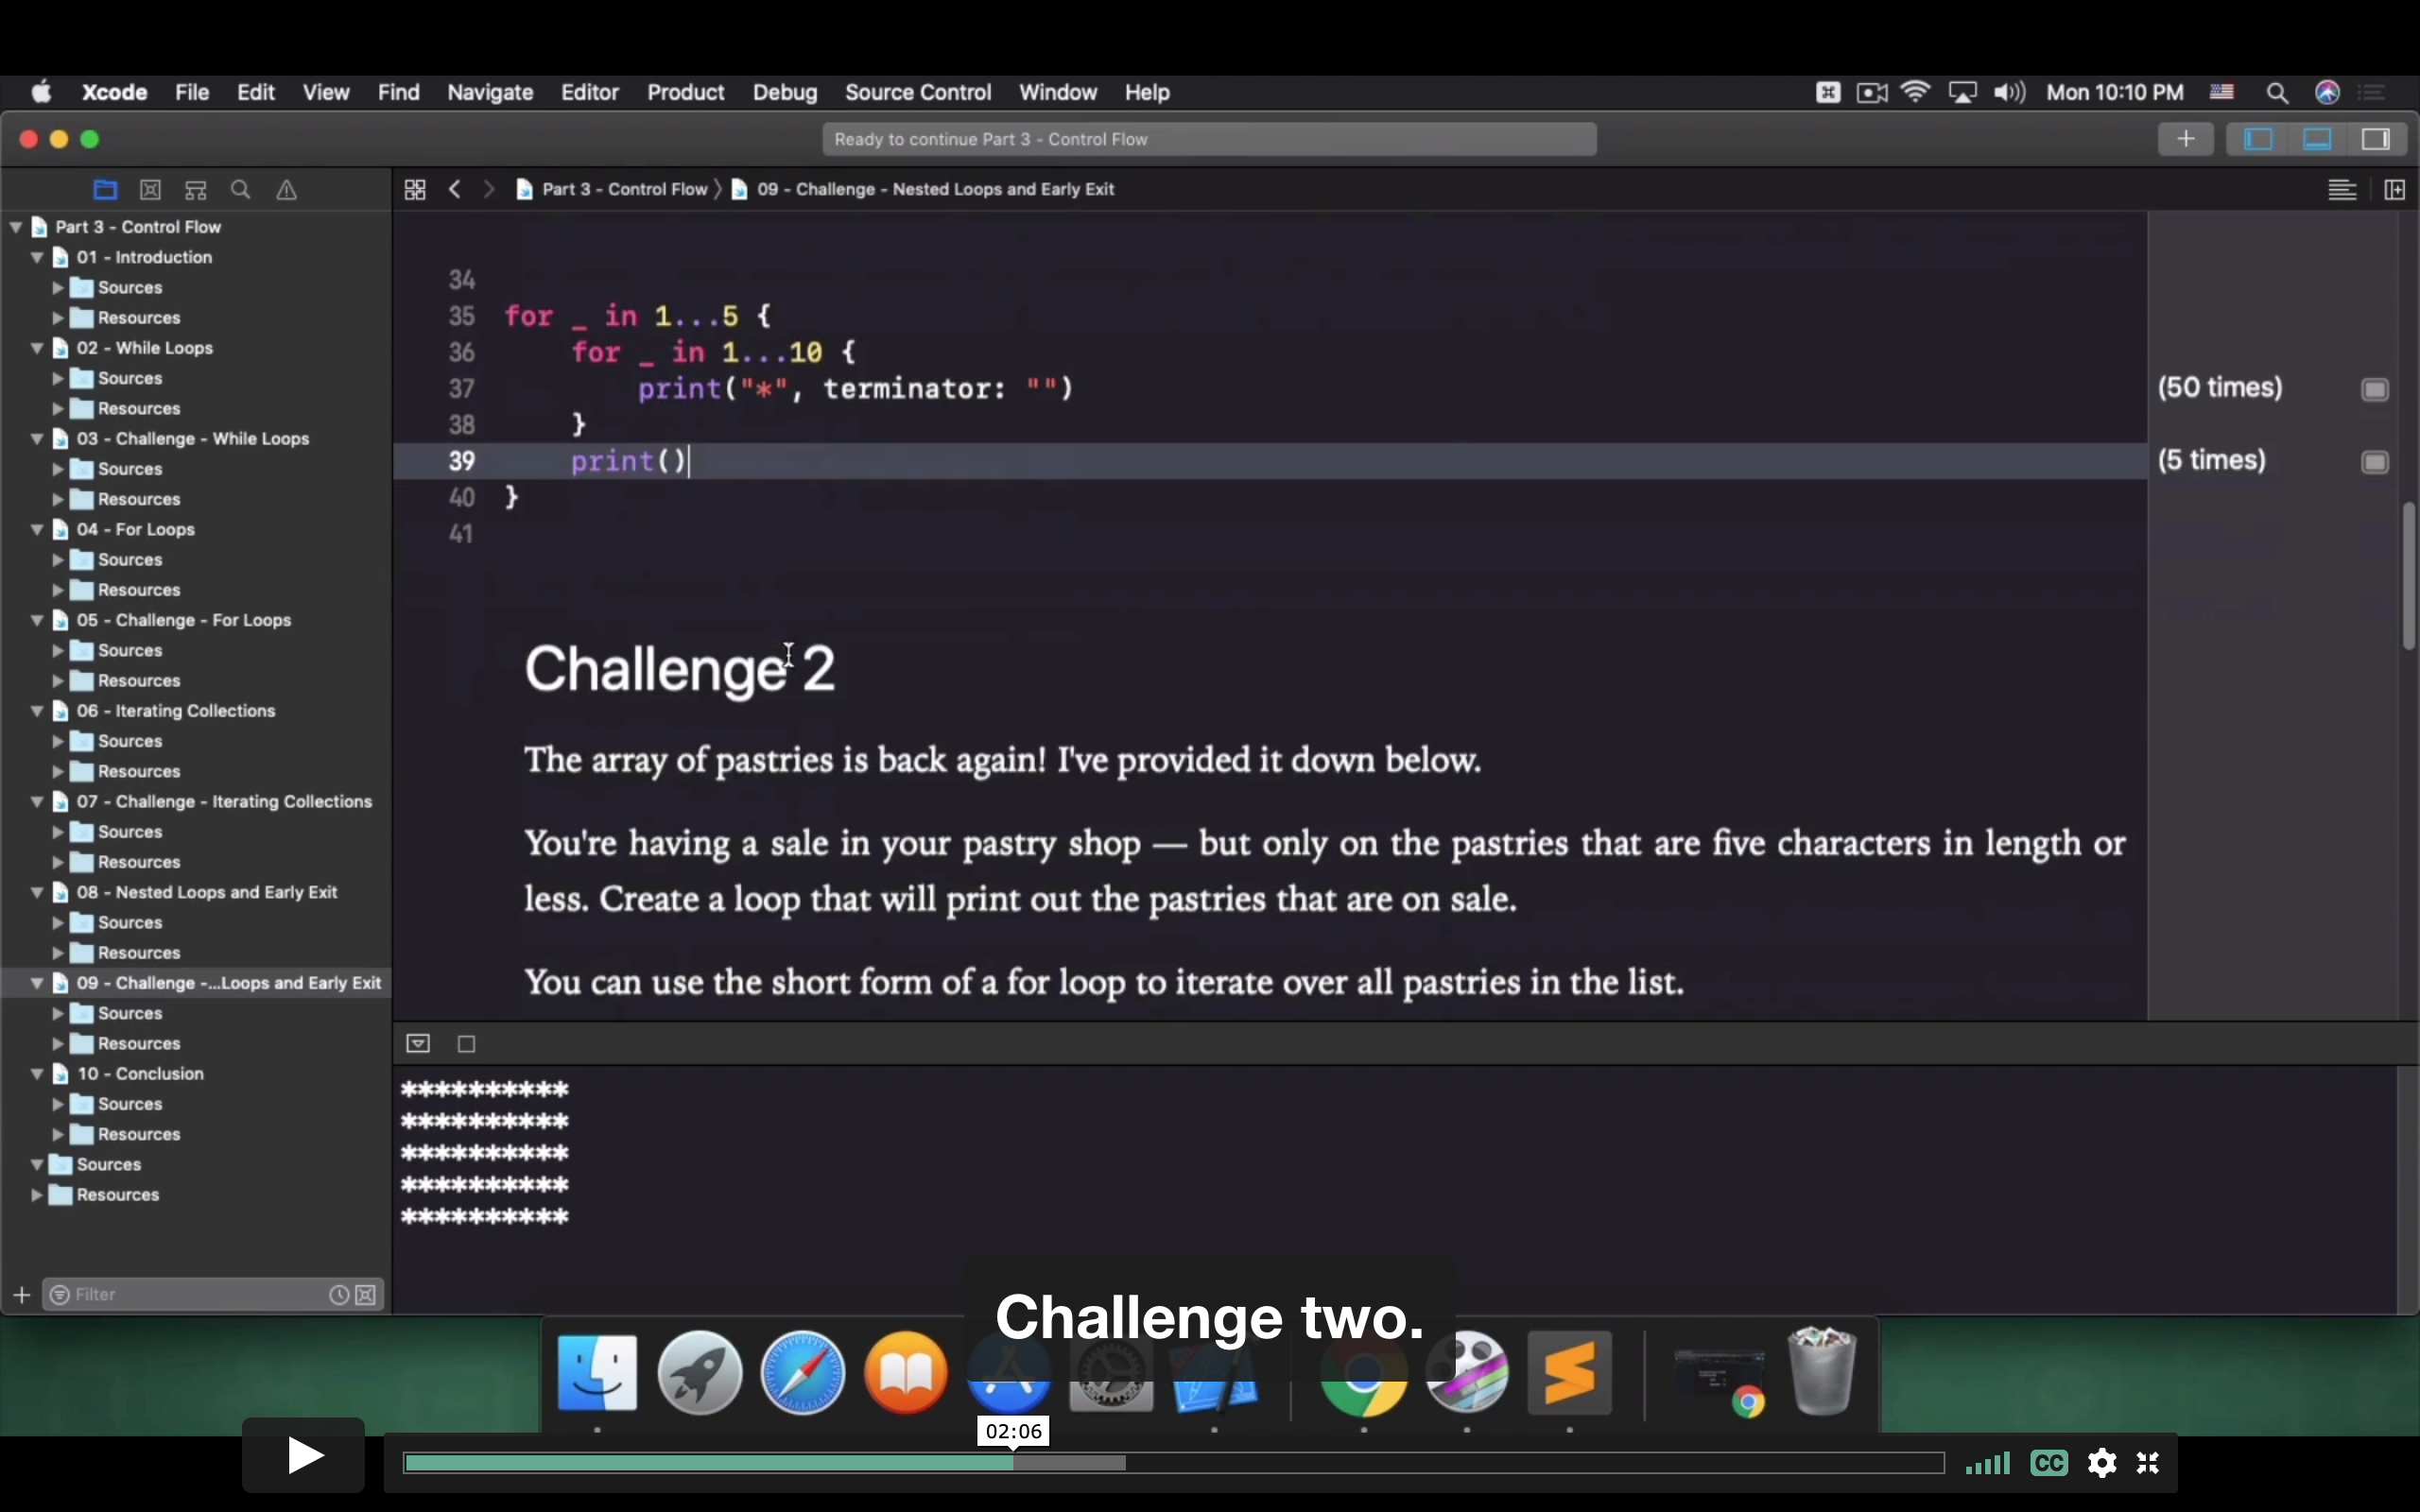 Xcode File Edit View Find Navigate Editor Product Debug Source Control Window Help Mon 10:10 PM
Ready to continue Part 3 - Control Flow
Part 3 - Control Flow 09 - Challenge - Nested Loops and Early Exit
Part 3 - Control Flow
01 - Introduction
Sources
Resources
02 - While Loops
Sources
Resources
03 - Challenge - While Loops
Sources
Resources
04 - For Loops
Sources
Resources
05 - Challenge - For Loops
Sources
Resources
06 - Iterating Collections
Sources
Resources
07 - Challenge - Iterating Collections
Sources
Resources
08 - Nested Loops and Early Exit
Sources
Resources
09 - Challenge -...Loops and Early Exit
Sources
Resources
10 - Conclusion
Sources
Resources
Sources
Resources
Filter
34
35 for _ in 1...5 {
36 for _ in 1...10 {
37 print("*", terminator: "")
(50 times)
38 }
39 print()
(5 times)
40 }
41
Challenge 2
The array of pastries is back again! I've provided it down below.
You're having a sale in your pastry shop — but only on the pastries that are five characters in length or
less. Create a loop that will print out the pastries that are on sale.
You can use the short form of a for loop to iterate over all pastries in the list.
**********
**********
**********
**********
**********
Challenge two.
02:06
CC